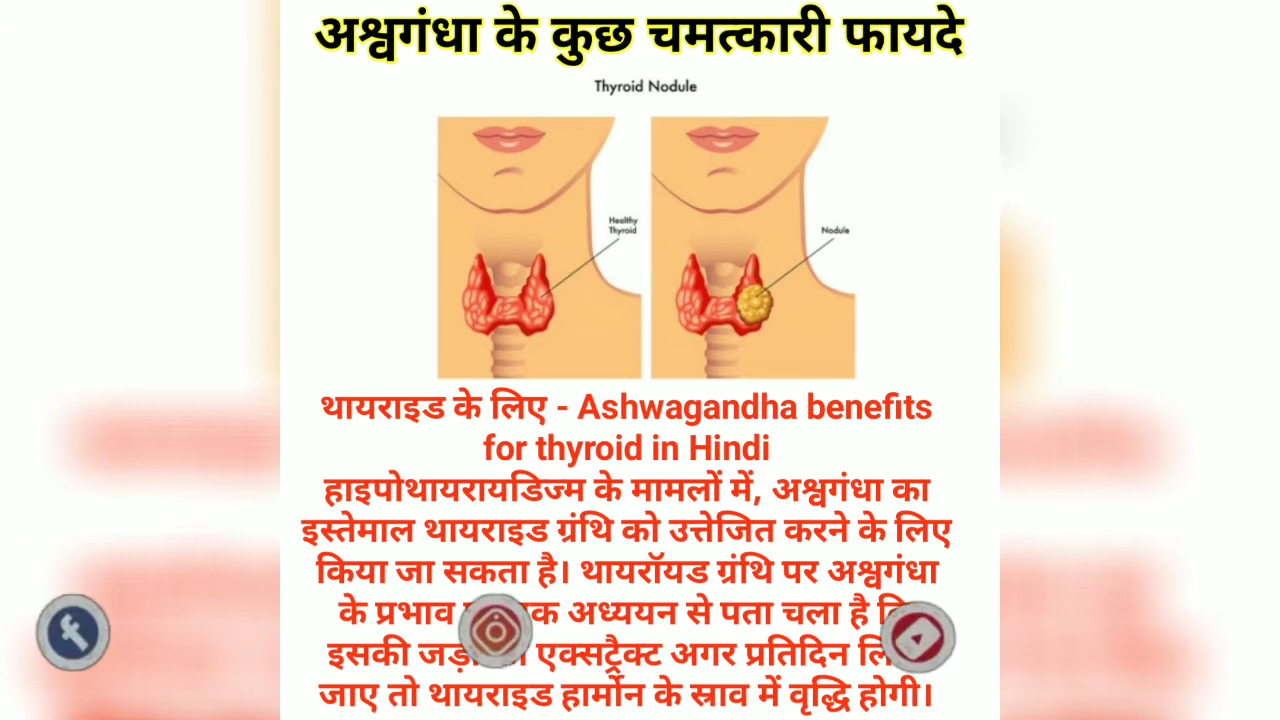 अश्वगंधा के कुछ चमत्कारी फायदे
Thyroid Nodule
Healthy
Thyroid
Nodule
थायराइड के लिए - Ashwagandha benefits
for thyroid in Hindi
हाइपोथायरायडिज्म के मामलों में, अश्वगंधा का
इस्तेमाल थायराइड ग्रंथि को उत्तेजित करने के लिए
किया जा सकता है। थायरॉयड ग्रंथि पर अश्वगंधा
के प्रभाव अध्ययन से पता चला है
इसकी एक्सट्रैक्ट अगर प्रतिदिन
जाए तो थायराइड हार्मोन के स्राव में वृद्धि होगी।